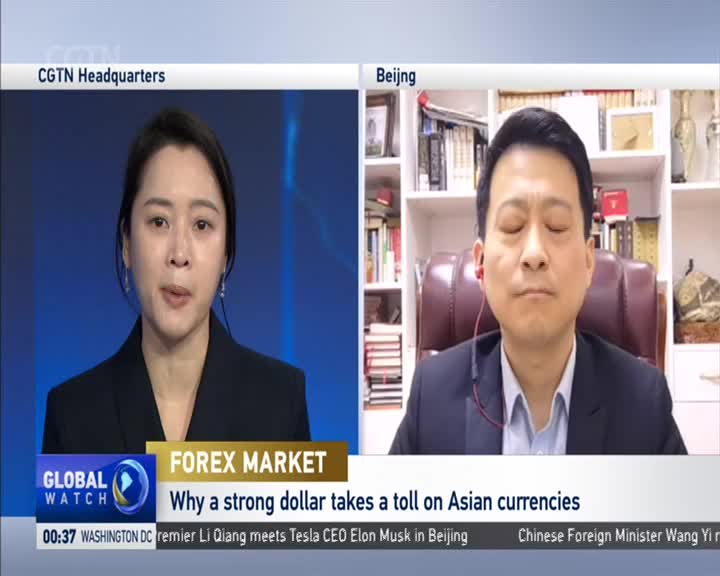 CGTN
CGTN Headquarters
Beijng
FOREX MARKET
GLOBAL
WATCH
Why a strong dollar takes a toll on Asian currencies
00:37 WASHINGTON DC
remier Li Qiang meets Tesla CEO Elon Musk in Beijing
Chinese Foreign Minister Wang Yi